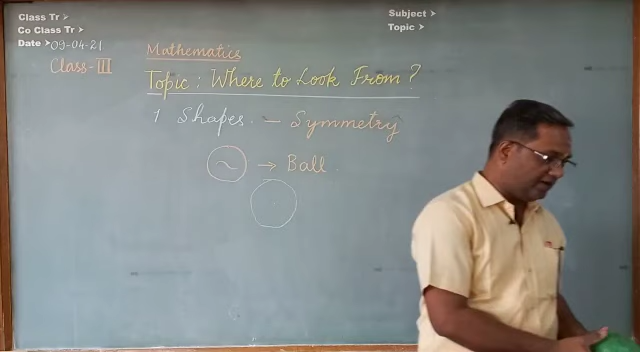 Class Tr >
Co Class Tr >
Date > 09-04-21
Subject >
Topic >
Class-III
Mathematics
Topic : Where to Look From ?
1 Shapes. - Symmetry
~ → Ball